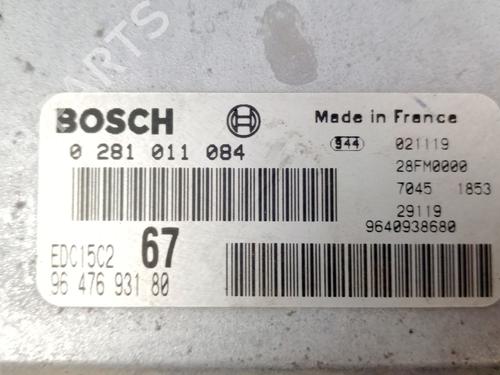 PARTS
BOSCH
Made in France
0 281 011 084
944 021119
28FM0000
7045 1853
29119
9640938680
EDC15C2 67
96 476 931 80